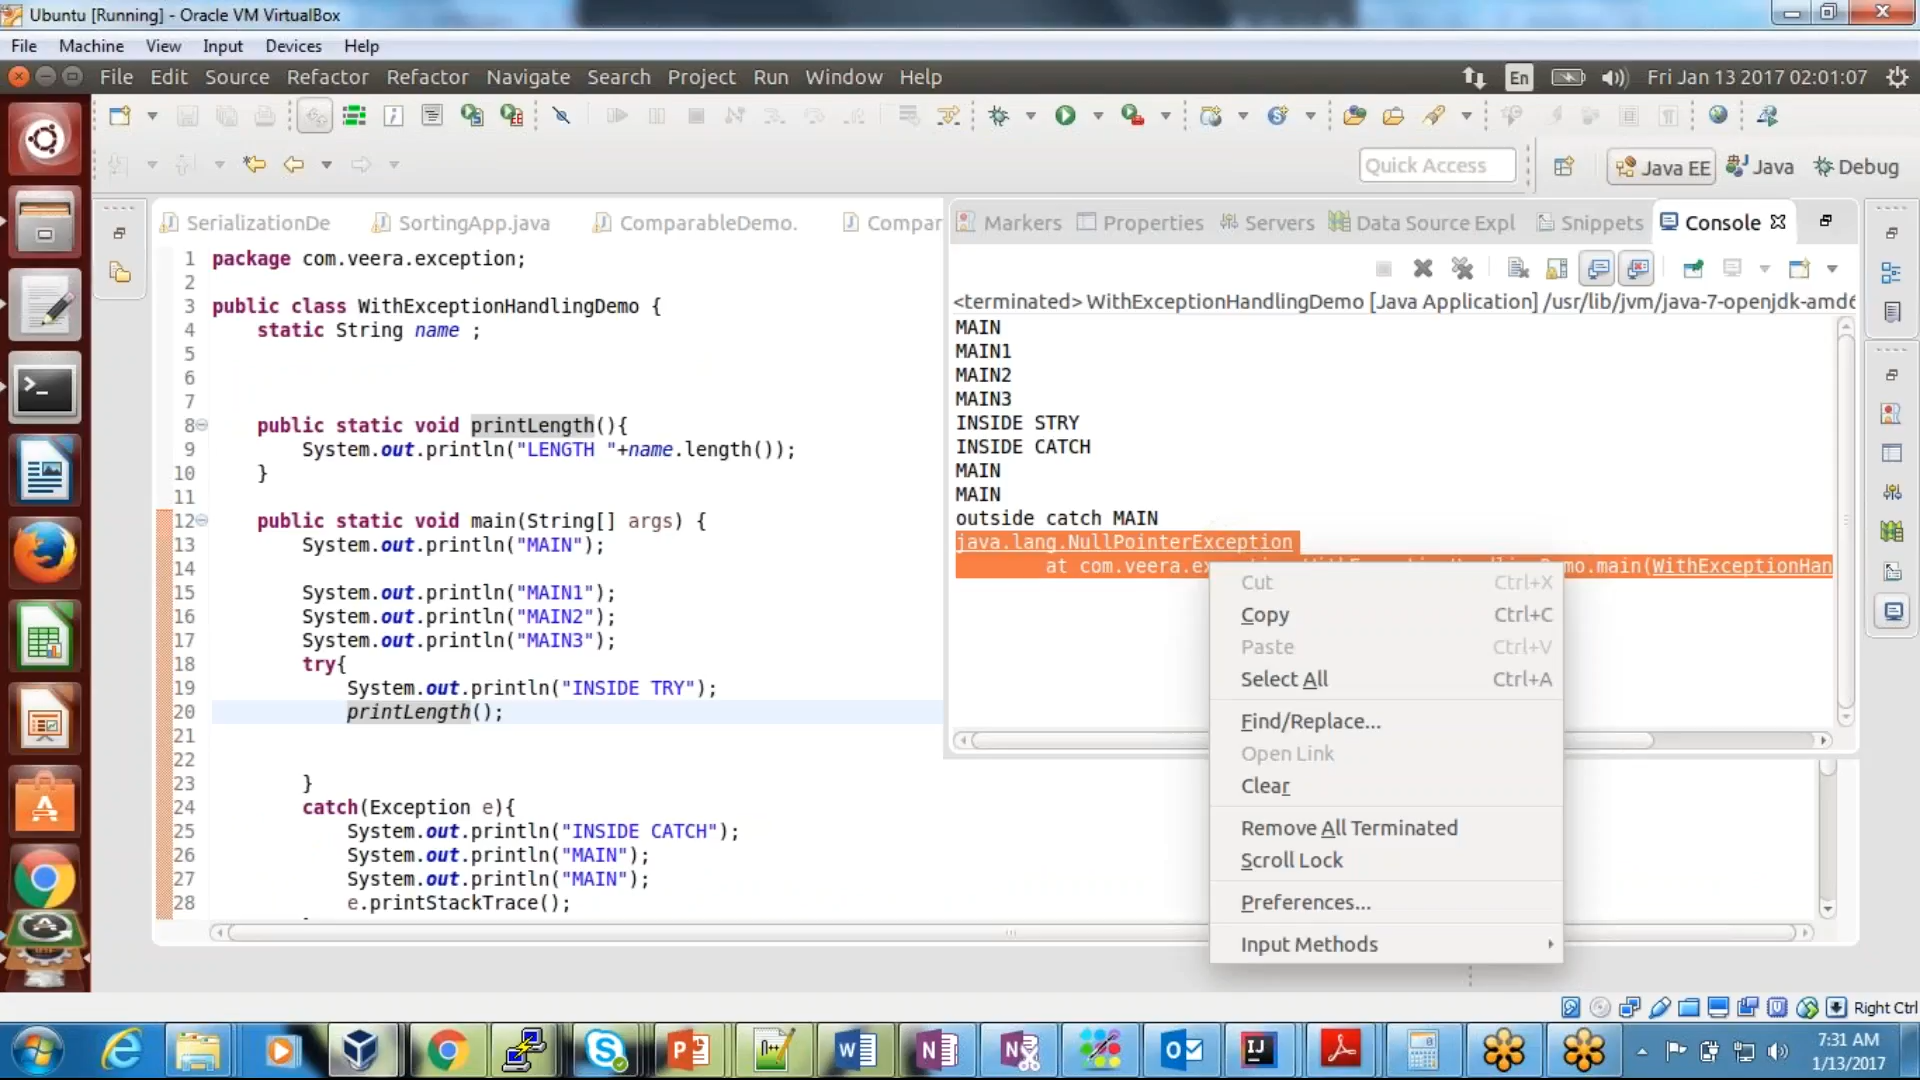 Ubuntu [Running] - Oracle VM VirtualBox
File Machine View Input Devices Help
File Edit Source Refactor Refactor Navigate Search Project Run Window Help
En Fri Jan 13 2017 02:01:07
Quick Access Java EE Java Debug
SerializationDe SortingApp.java ComparableDemo. Compar
Markers Properties Servers Data Source Expl Snippets Console
<terminated> WithExceptionHandlingDemo [Java Application] /usr/lib/jvm/java-7-openjdk-amd6
MAIN
MAIN1
MAIN2
MAIN3
INSIDE STRY
INSIDE CATCH
MAIN
MAIN
outside catch MAIN
java.lang.NullPointerException
at com.veera.ex
mo.main(WithExceptionHan
1 package com.veera.exception;
2
3 public class WithExceptionHandlingDemo {
4 static String name ;
5
6
7
8 public static void printLength(){
9 System.out.println("LENGTH "+name.length());
10 }
11
12 public static void main(String[] args) {
13 System.out.println("MAIN");
14
15 System.out.println("MAIN1");
16 System.out.println("MAIN2");
17 System.out.println("MAIN3");
18 try{
19 System.out.println("INSIDE TRY");
20 printLength();
21
22
23 }
24 catch(Exception e){
25 System.out.println("INSIDE CATCH");
26 System.out.println("MAIN");
27 System.out.println("MAIN");
28 e.printStackTrace();
Cut Ctrl+X
Copy Ctrl+C
Paste Ctrl+V
Select All Ctrl+A
Find/Replace...
Open Link
Clear
Remove All Terminated
Scroll Lock
Preferences...
Input Methods
Right Ctrl
7:31 AM
1/13/2017